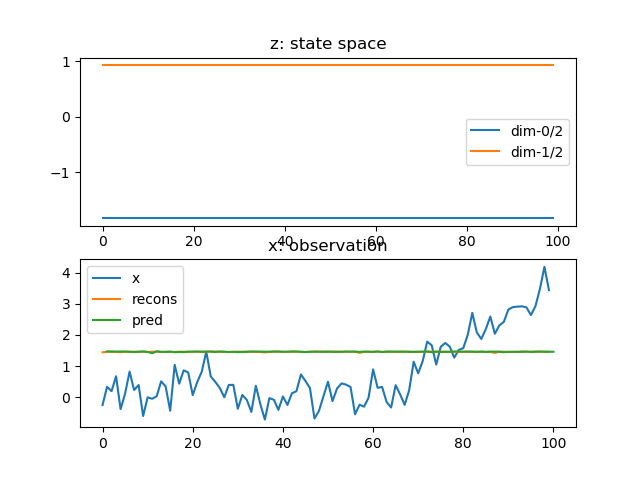 z: state space
1
0
−1
dim-0/2
dim-1/2
0 20 40 60 80 100
x: observation
4
3
2
1
0
x
recons
pred
0 20 40 60 80 100